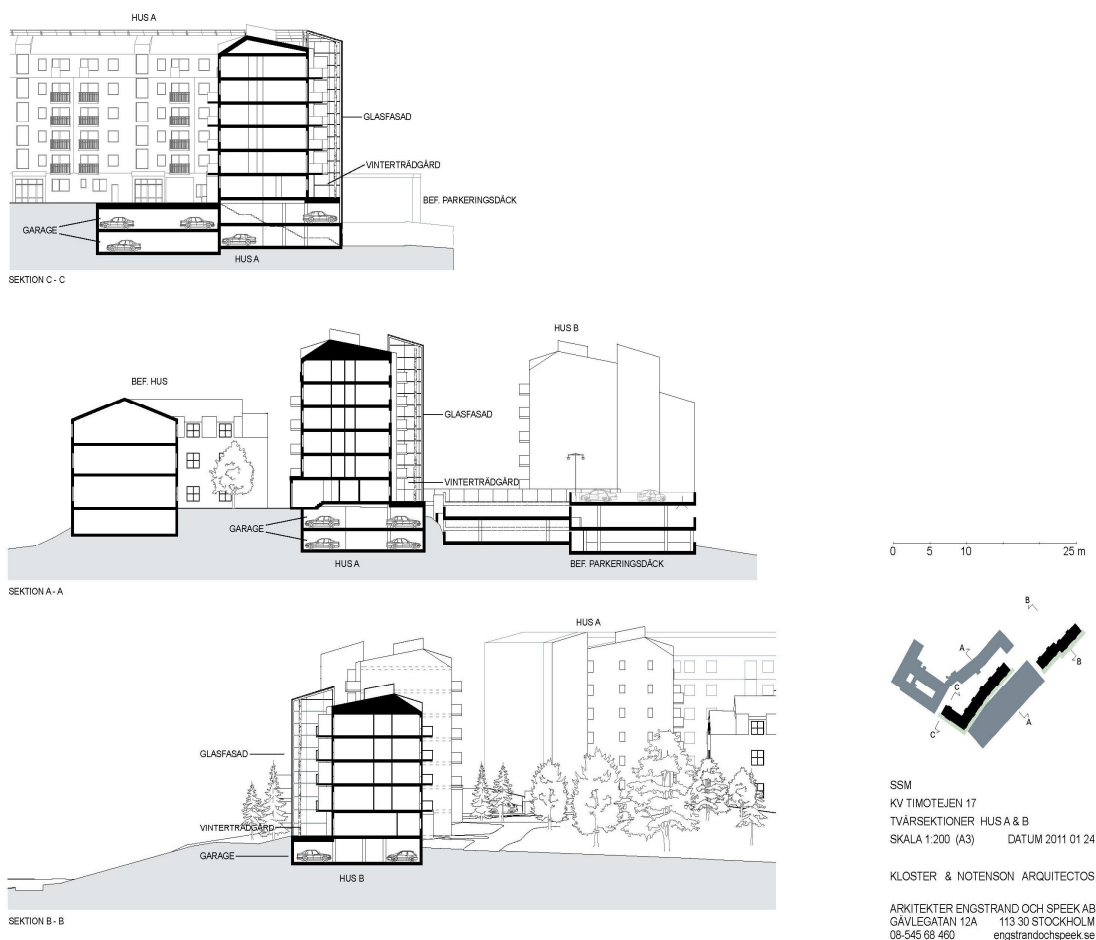 HUS A
GLASFASAD
VINTERTRÄDGÅRD
BEF. PARKERINGSDÄCK
GARAGE
HUS A
SEKTION C - C
HUS B
BEF. HUS
GLASFASAD
VINTERTRÄDGÅRD
GARAGE
HUS A
BEF. PARKERINGSDÄCK
SEKTION A - A
HUS A
GLASFASAD
VINTERTRÄDGÅRD
GARAGE
HUS B
SEKTION B - B
0 5 10 25 m
B
A
B
C
A
C
SSM
KV TIMOTEJEN 17
TVÄRSEKTIONER HUS A & B
SKALA 1:200 (A3) DATUM 2011 01 24
KLOSTER & NOTENSON ARQUITECTOS
ARKITEKTER ENGSTRAND OCH SPEEK AB
GÄVLEGATAN 12A 113 30 STOCKHOLM
08-545 68 460 engstrandochspeek.se